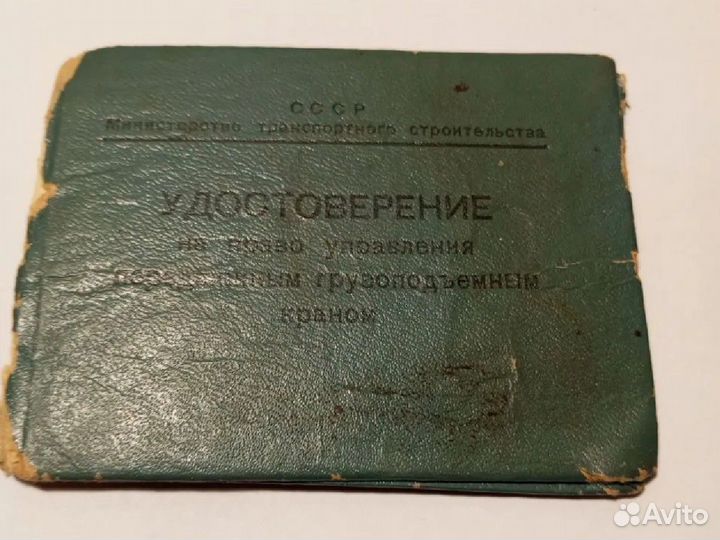 СССР
Министерство транспортного строительства
УДОСТОВЕРЕНИЕ
на право управления
грузоподъемным
краном
Avito